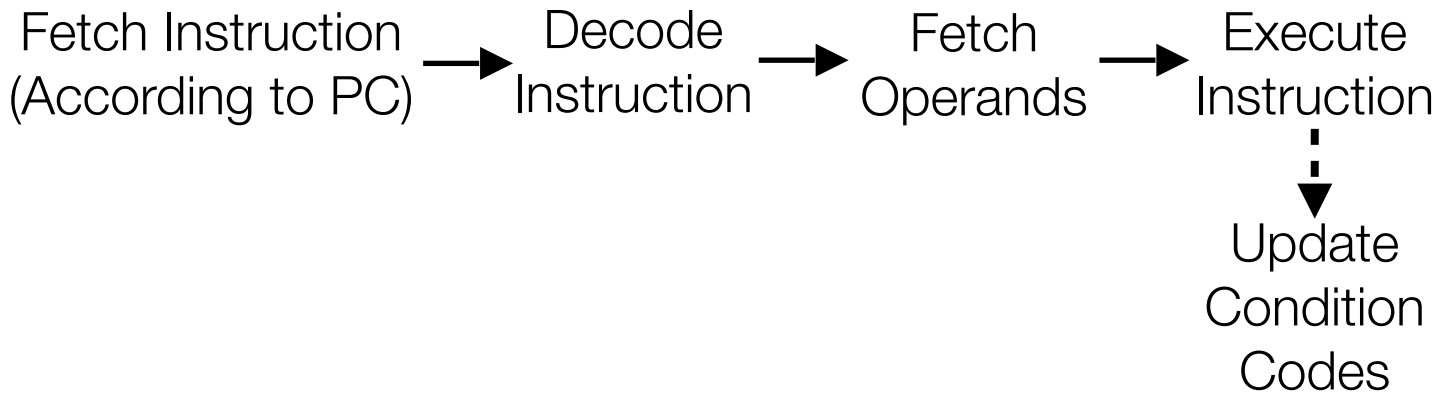 Fetch Instruction
(According to PC)
Decode
Instruction
Fetch
Operands
Execute
Instruction
Update
Condition
Codes